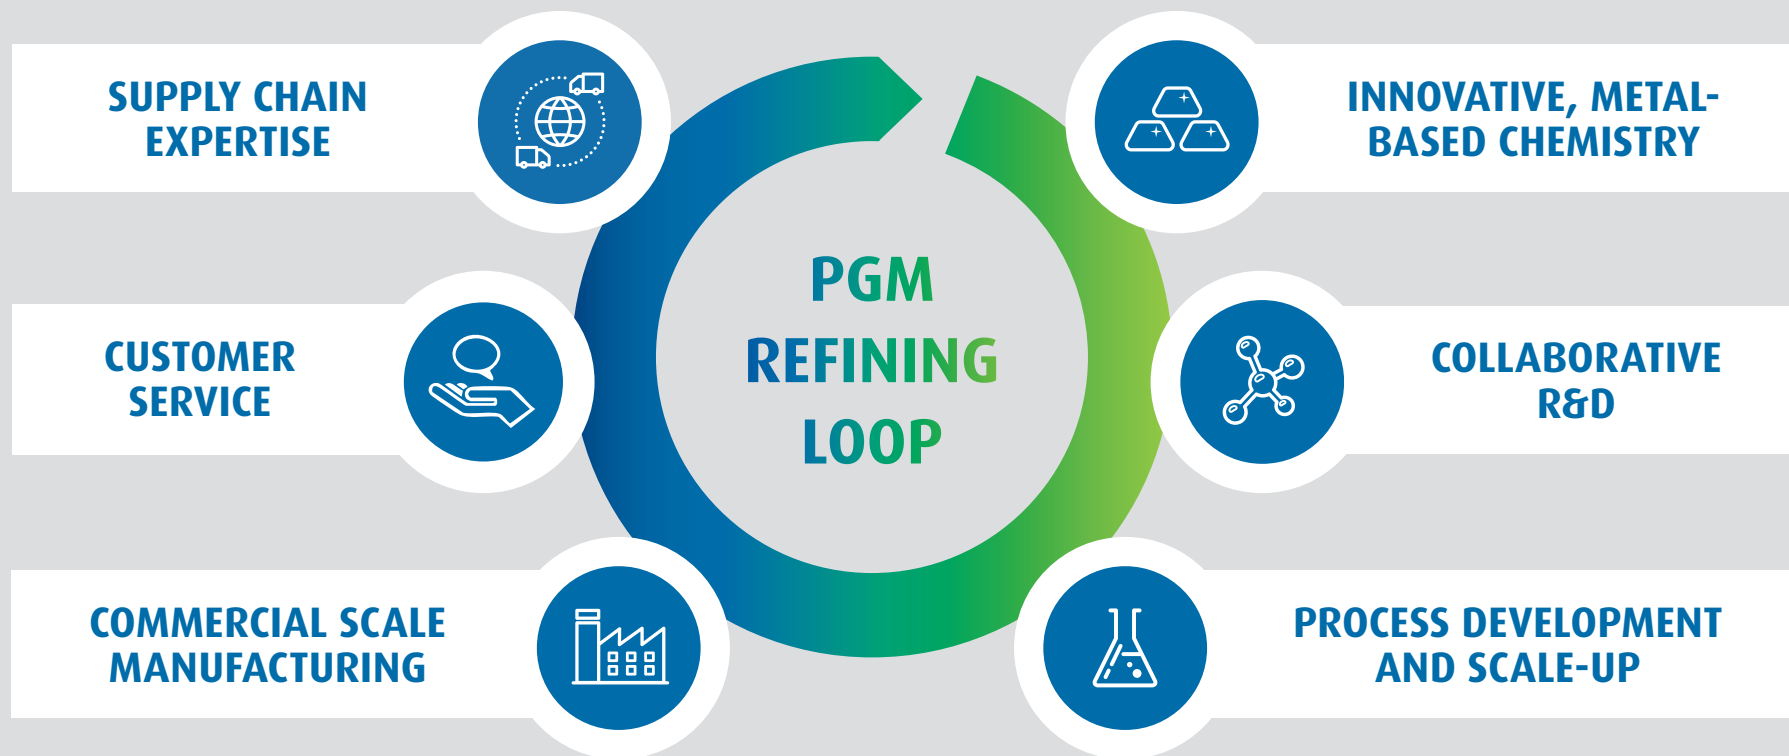 SUPPLY CHAIN
EXPERTISE
CUSTOMER
SERVICE
COMMERCIAL SCALE
MANUFACTURING
PGM
REFINING
LOOP
INNOVATIVE, METAL-
BASED CHEMISTRY
COLLABORATIVE
R&D
PROCESS DEVELOPMENT
AND SCALE-UP